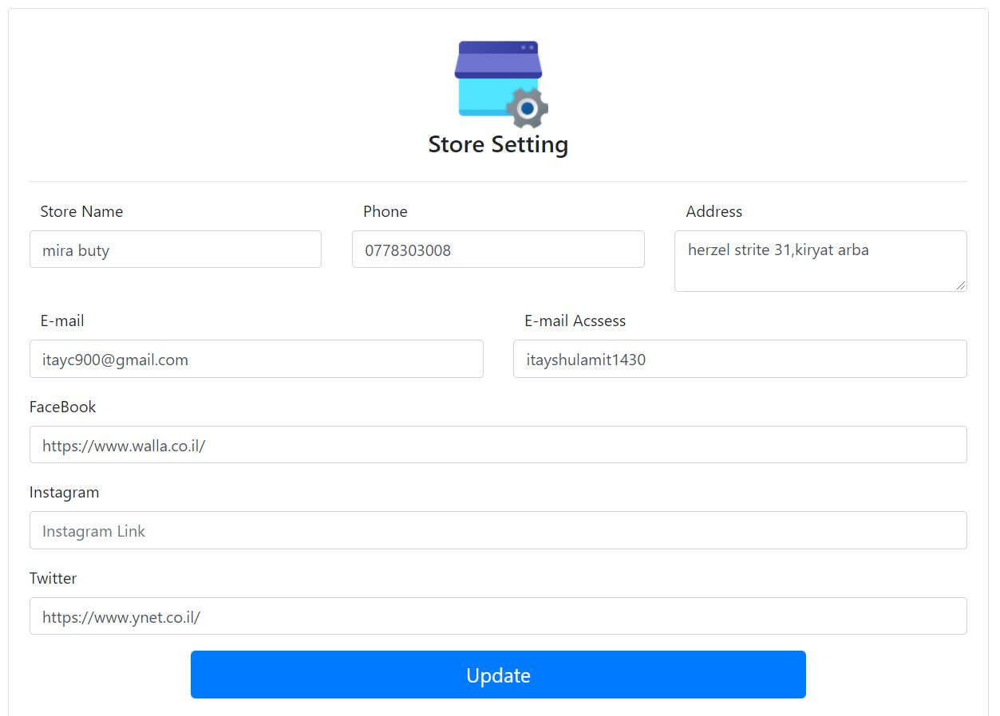 Store Setting
Store Name
Phone
Address
mira buty
0778303008
herzel strite 31,kiryat arba
E-mail
E-mail Acssess
itayc900@gmail.com
itayshulamit1430
FaceBook
https://www.walla.co.il/
Instagram
Instagram Link
Twitter
https://www.ynet.co.il/
Update